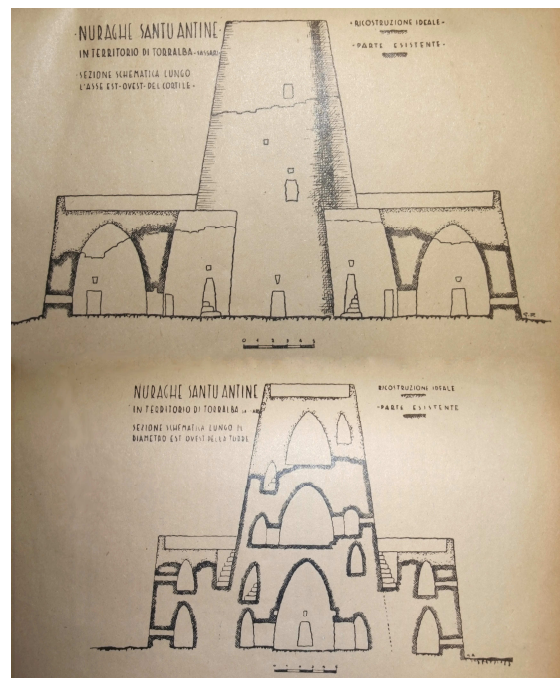 ·NURAGHE SANTU ANTINE·
IN TERRITORIO DI TORRALBA·SASSARI·
·SEZIONE SCHEMATICA LUNGO
L'ASSE EST·OVEST·DEL CORTILE·
·RICOSTRUZIONE IDEALE·
·PARTE ESISTENTE·
NURAGHE SANTU ANTINE
IN TERRITORIO DI TORRALBA
SEZIONE SCHEMATICA LUNGO IL
DIAMETRO EST OVEST DELLA TORRE
RICOSTRUZIONE IDEALE
·PARTE ESISTENTE